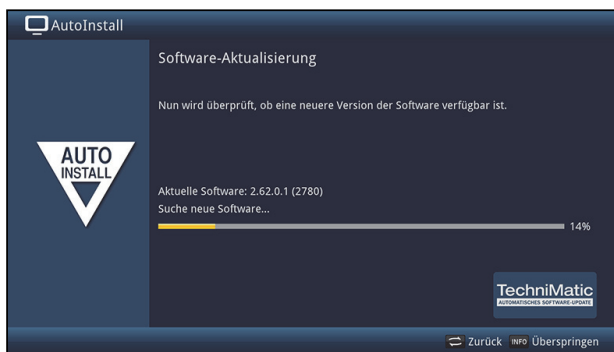 AutoInstall
Software-Aktualisierung
Nun wird überprüft, ob eine neuere Version der Software verfügbar ist.
AUTO
INSTALL
Aktuelle Software: 2.62.0.1 (2780)
Suche neue Software...
14%
TechniMatic
AUTOMATISCHES SOFTWARE-UPDATE
Zurück INFO Überspringen